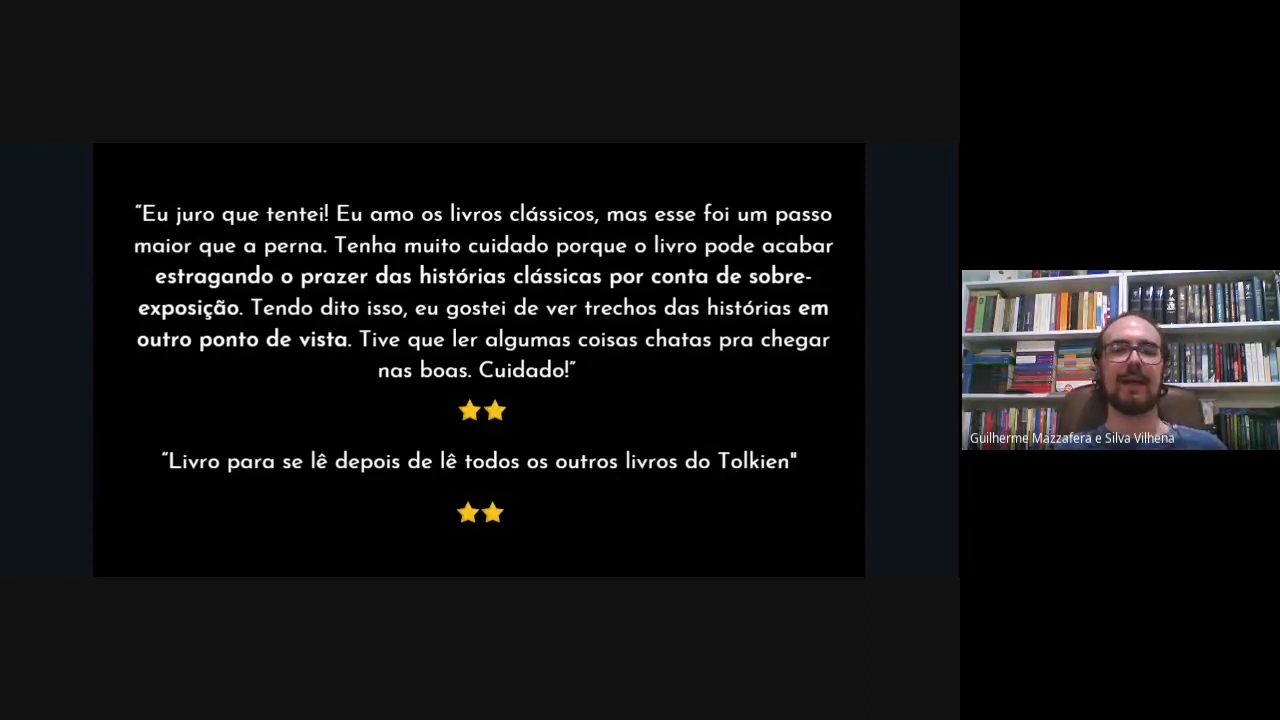 “Eu juro que tentei! Eu amo os livros clássicos, mas esse foi um passo
maior que a perna. Tenha muito cuidado porque o livro pode acabar
estragando o prazer das histórias clássicas por conta de sobre-
exposição. Tendo dito isso, eu gostei de ver trechos das histórias em
outro ponto de vista. Tive que ler algumas coisas chatas pra chegar
nas boas. Cuidado!”
“Livro para se lê depois de lê todos os outros livros do Tolkien"
Guilherme Mazzafera e Silva Vilhena